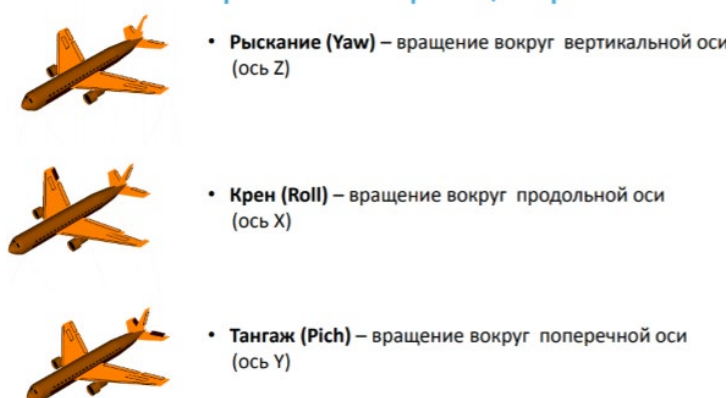 • Рыскание (Yaw) – вращение вокруг вертикальной оси
(ось Z)
• Крен (Roll) – вращение вокруг продольной оси
(ось X)
• Тангаж (Pich) – вращение вокруг поперечной оси
(ось Y)